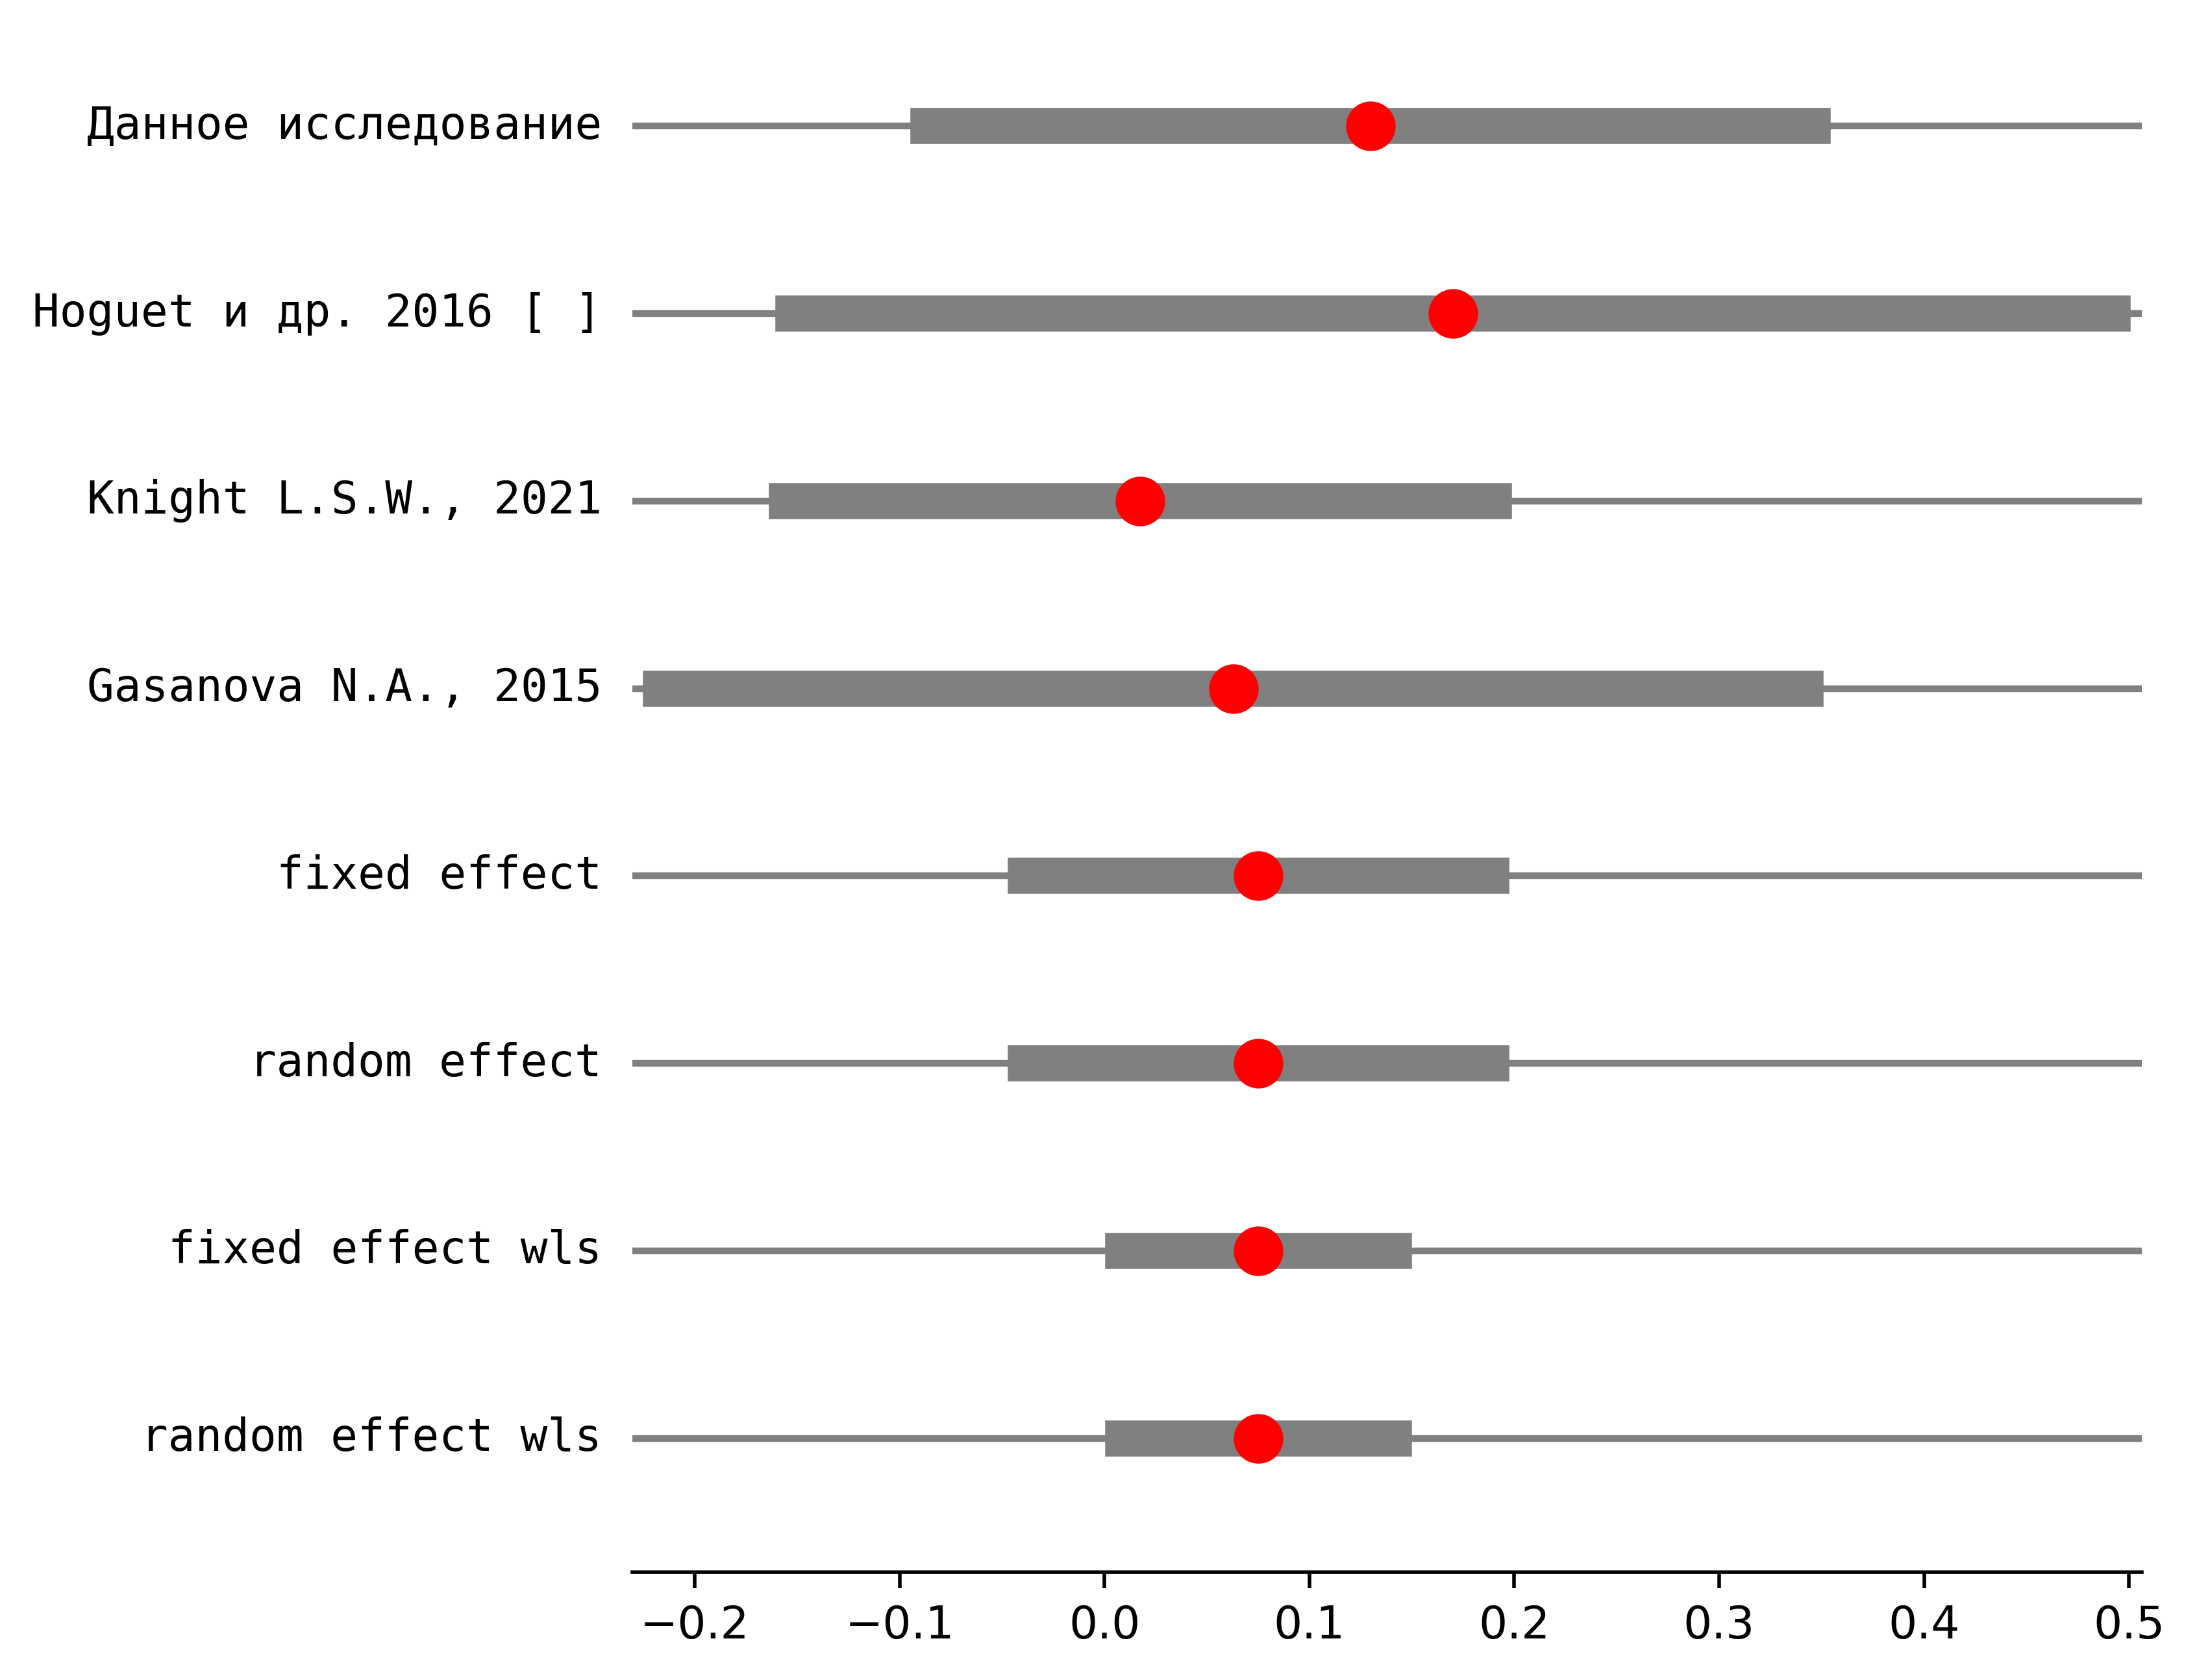 Данное исследование
Hoguet и др. 2016 [ ]
Knight L.S.W., 2021
Gasanova N.A., 2015
fixed effect
random effect
fixed effect wls
random effect wls
−0.2 −0.1 0.0 0.1 0.2 0.3 0.4 0.5